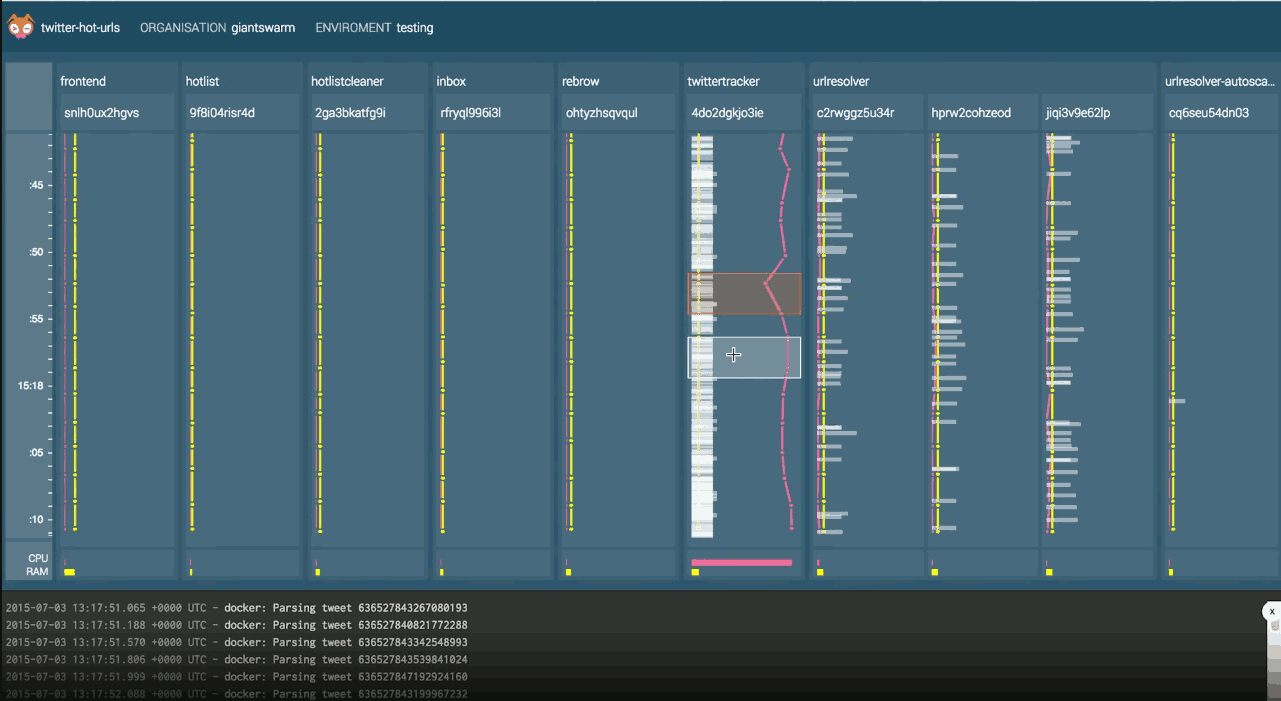 twitter-hot-urls ORGANISATION giantswarm ENVIROMENT testing
frontend hotlist hotlistcleaner inbox rebrow twittertracker urlresolver urlresolver-autosca...
snlh0ux2hgvs 9f8i04risr4d 2ga3bkatfg9i rfryql996i3l ohtyzhsqvqul 4do2dgkjo3ie c2rwggz5u34r hprw2cohzeod jiqi3v9e62lp cq6seu54dn03
:45
:50
:55
15:18
:05
:10
CPU
RAM
2015-07-03 13:17:51.065 +0000 UTC - docker: Parsing tweet 636527843267080193
2015-07-03 13:17:51.188 +0000 UTC - docker: Parsing tweet 636527840821772288
2015-07-03 13:17:51.570 +0000 UTC - docker: Parsing tweet 636527843342548993
2015-07-03 13:17:51.806 +0000 UTC - docker: Parsing tweet 636527843539841024
2015-07-03 13:17:51.999 +0000 UTC - docker: Parsing tweet 636527847192924160
2015-07-03 13:17:52.088 +0000 UTC - docker: Parsing tweet 636527843199967232
x